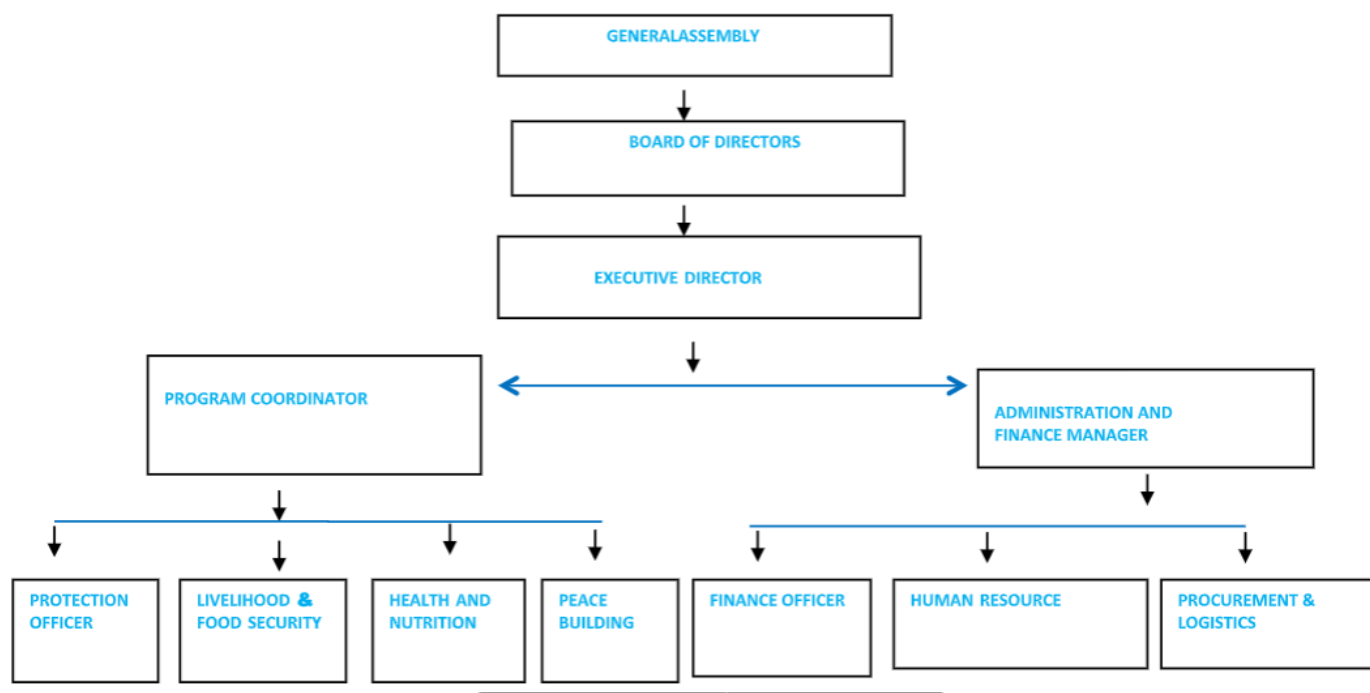 GENERALASSEMBLY
BOARD OF DIRECTORS
EXECUTIVE DIRECTOR
PROGRAM COORDINATOR
ADMINISTRATION AND
FINANCE MANAGER
PROTECTION
OFFICER
LIVELIHOOD &
FOOD SECURITY
HEALTH AND
NUTRITION
PEACE
BUILDING
FINANCE OFFICER
HUMAN RESOURCE
PROCUREMENT &
LOGISTICS